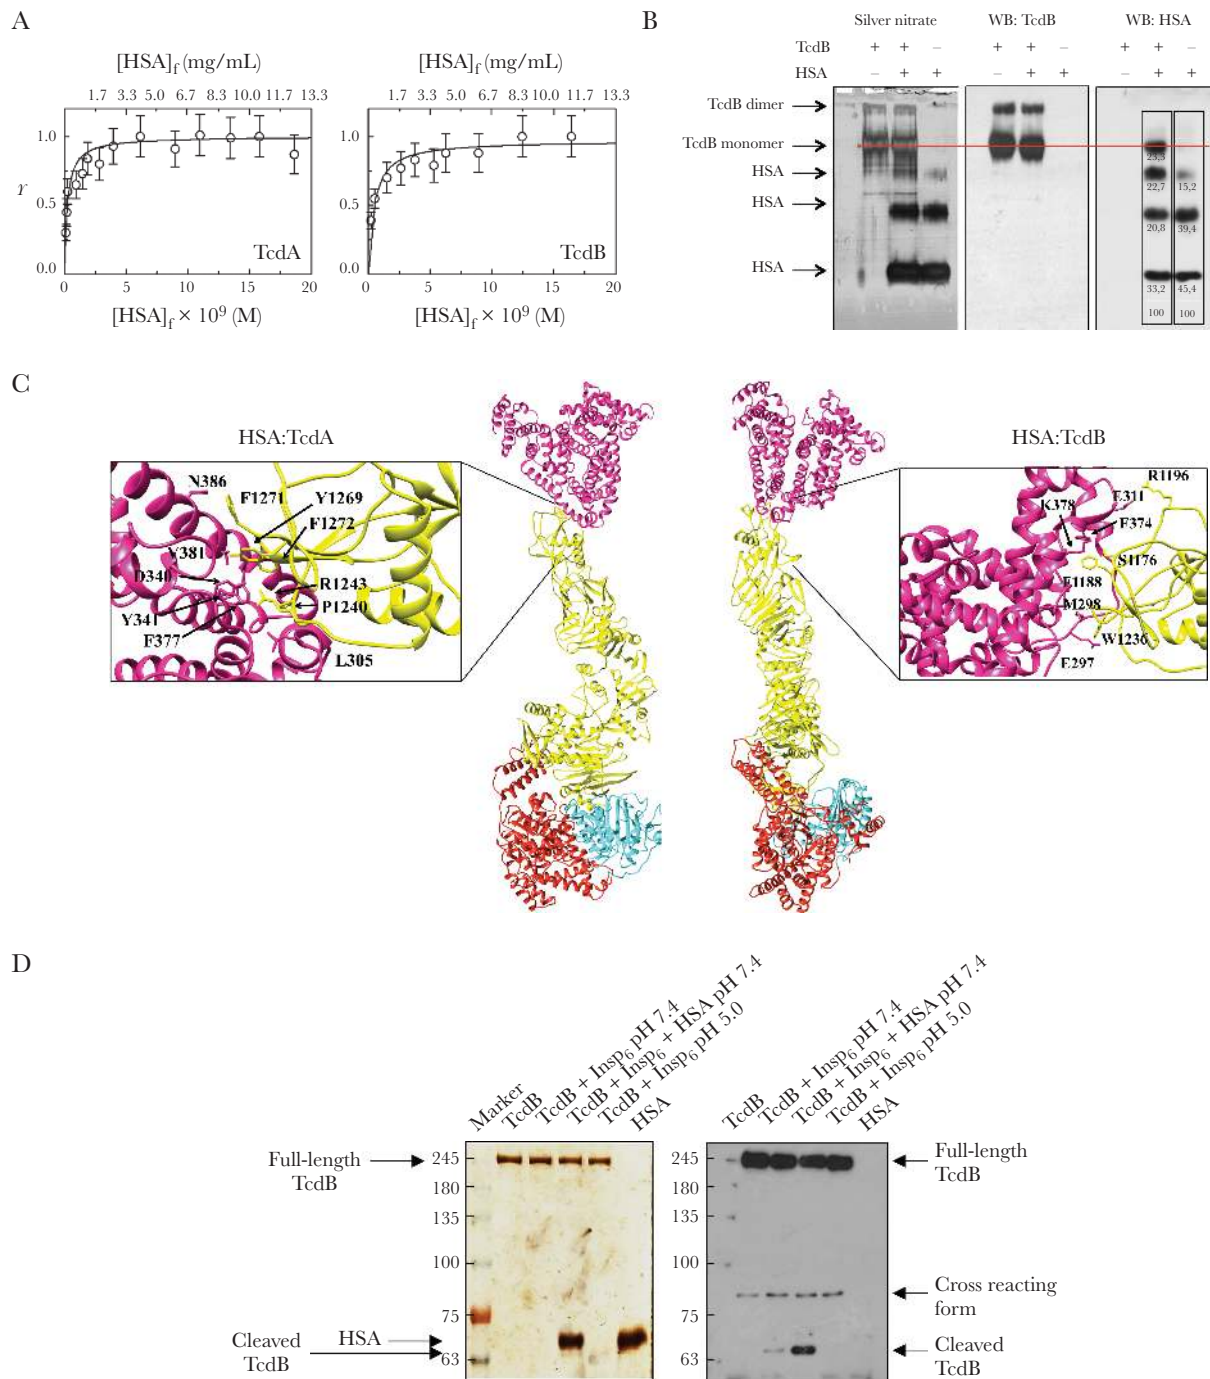 A
[HSA]f (mg/mL)
1.7 3.3 5.0 6.7 8.3 10.0 11.7 13.3
1.0
r
0.5
0.0
TcdA
0 5 10 15 20
[HSA]f × 10⁹ (M)
[HSA]f (mg/mL)
1.7 3.3 5.0 6.7 8.3 10.0 11.7 13.3
1.0
0.5
0.0
TcdB
0 5 10 15 20
[HSA]f × 10⁹ (M)
B
Silver nitrate WB: TcdB WB: HSA
TcdB + + – + + – + + –
HSA – + + – + + – + +
TcdB dimer
TcdB monomer
HSA
HSA
HSA
23,3
22,7 15,2
20,8 39,4
33,2 45,4
100 100
C
HSA:TcdA
N386
F1271
Y1269
F1272
V381
D340
R1243
Y341
P1240
F377
L305
HSA:TcdB
R1196
E311
K378
F374
S1176
E1188
M298
W1236
E297
D
Marker
TcdB
TcdB + Insp₆ pH 7.4
TcdB + Insp₆ + HSA pH 7.4
TcdB + Insp₆ pH 5.0
HSA
TcdB
TcdB + Insp₆ pH 7.4
TcdB + Insp₆ + HSA pH 7.4
TcdB + Insp₆ pH 5.0
HSA
Full-length
TcdB
245
180
135
100
75
63
HSA
Cleaved
TcdB
245
180
135
100
75
63
Full-length
TcdB
Cross reacting
form
Cleaved
TcdB